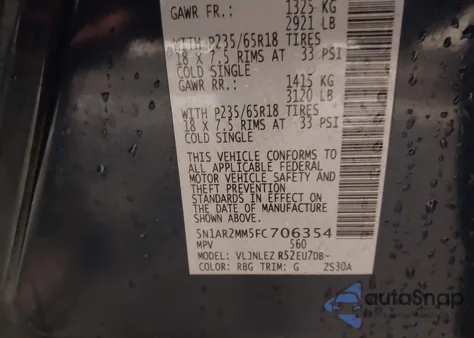 GAWR FR.: 1325 KG
2921 LB
WITH P235/65R18 TIRES
18 X 7.5 RIMS AT 33 PSI
COLD SINGLE
GAWR RR.: 1415 KG
3120 LB
WITH P235/65R18 TIRES
18 X 7.5 RIMS AT 33 PSI
COLD SINGLE
THIS VEHICLE CONFORMS TO
ALL APPLICABLE FEDERAL
MOTOR VEHICLE SAFETY AND
THEFT PREVENTION
STANDARDS IN EFFECT ON
THE DATE OF MANUFACTURE
SHOWN ABOVE.
5N1AR2MM5FC706354
MPV 560
MODEL: VLJNLEZ RS2EU7DB-
COLOR: RBG TRIM: G ZS30A
autoSnap